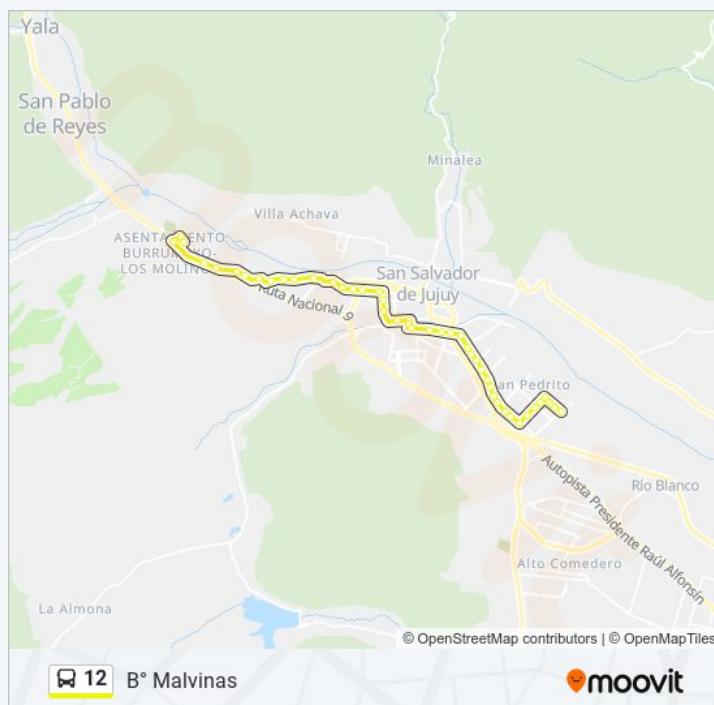 Yala
San Pablo
de Reyes
Minalea
Villa Achava
ASENTAMIENTO
BURRUMAYO-
LOS MOLINOS
San Salvador
de Jujuy
Ruta Nacional 9
San Pedrito
Río Blanco
Autopista Presidente Raúl Alfonsín
Alto Comedero
La Almona
© OpenStreetMap contributors | © OpenMapTiles
12 B° Malvinas
moovit